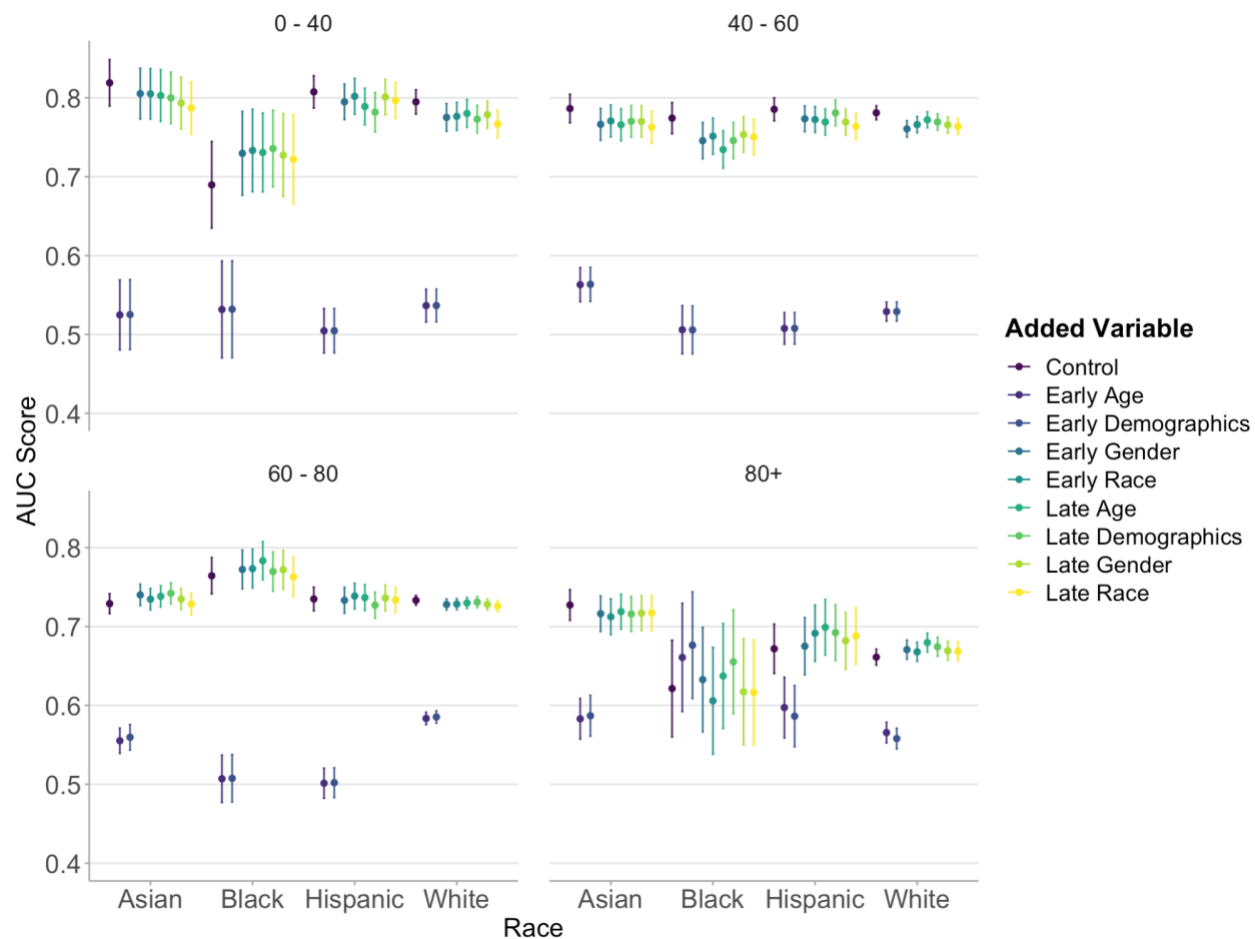 0 - 40
40 - 60
0.8
0.7
0.6
0.5
0.4
60 - 80
80+
0.8
0.7
0.6
0.5
0.4
AUC Score
Asian Black Hispanic White
Asian Black Hispanic White
Race
Added Variable
Control
Early Age
Early Demographics
Early Gender
Early Race
Late Age
Late Demographics
Late Gender
Late Race